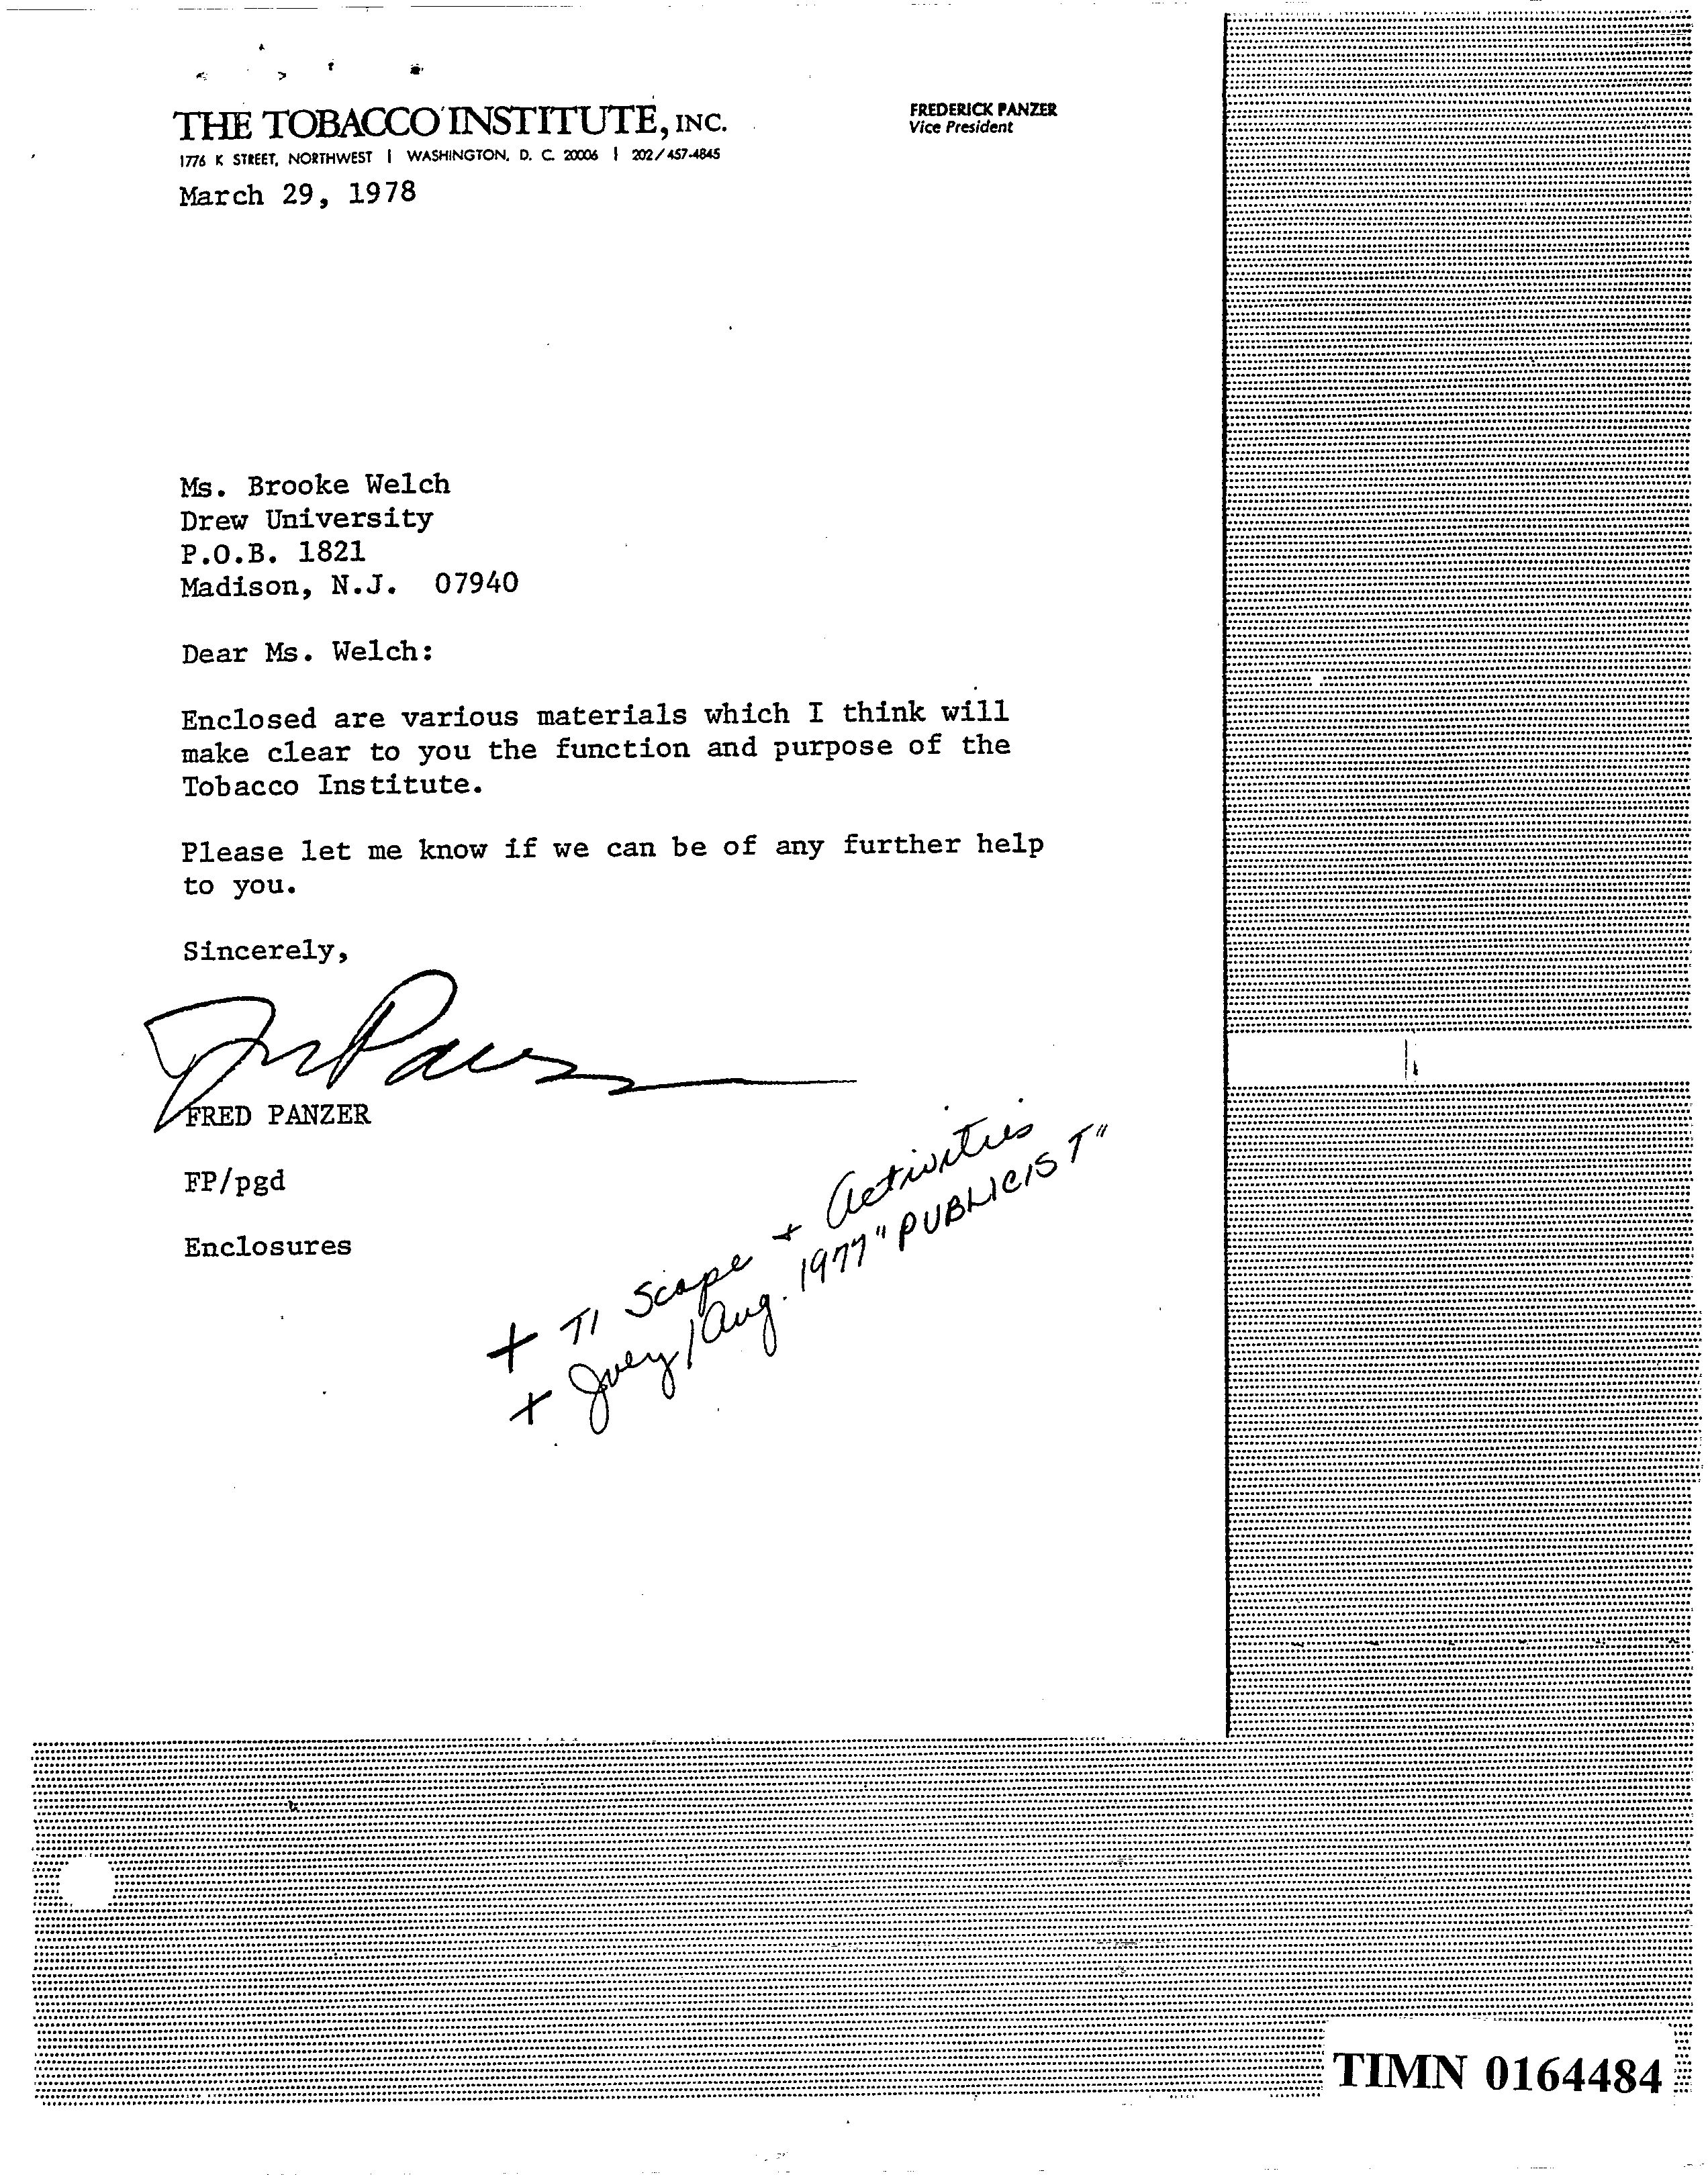 THE TOBACCO INSTITUTE, INC.
1776 K STREET, NORTHWEST | WASHINGTON, D. C. 20006 | 202/457-4845
FREDERICK PANZER
Vice President
March 29, 1978
Ms. Brooke Welch
Drew University
P.O.B. 1821
Madison, N.J. 07940
Dear Ms. Welch:
Enclosed are various materials which I think will
make clear to you the function and purpose of the
Tobacco Institute.
Please let me know if we can be of any further help
to you.
Sincerely,
FRED PANZER
FP/pgd
Enclosures
+ TI Scope + Activities
+ /Aug. 1977 "PUBLICIST"
TIMN 0164484